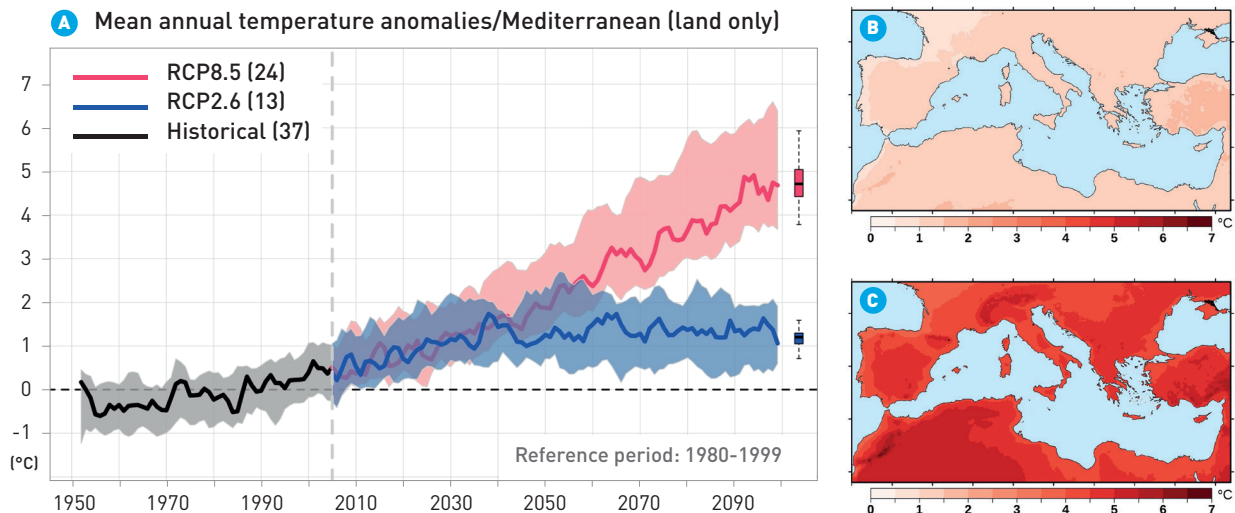 A Mean annual temperature anomalies/Mediterranean (land only)
RCP8.5 (24)
RCP2.6 (13)
Historical (37)
7
6
5
4
3
2
1
0
-1
(°C)
Reference period: 1980-1999
1950 1970 1990 2010 2030 2050 2070 2090
B
°C
0 1 2 3 4 5 6 7
C
°C
0 1 2 3 4 5 6 7